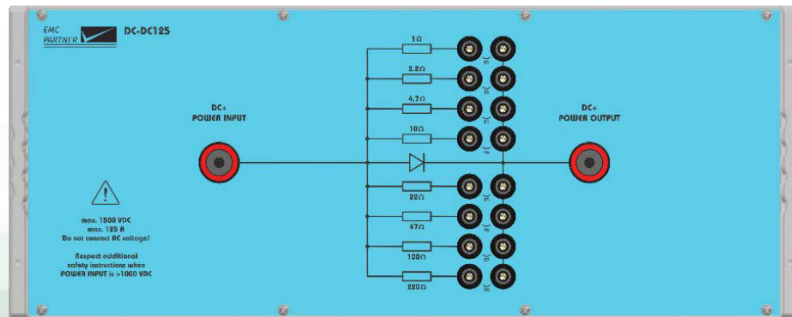 EMC
PARTNER
DC-DC125
1Ω
2.2Ω
4.7Ω
10Ω
DC+
POWER INPUT
DC+
POWER OUTPUT
22Ω
47Ω
100Ω
220Ω
max. 1500 VDC
max. 125 A
Do not connect AC voltage!
Respect additional
safety instructions when
POWER INPUT is >1000 VDC